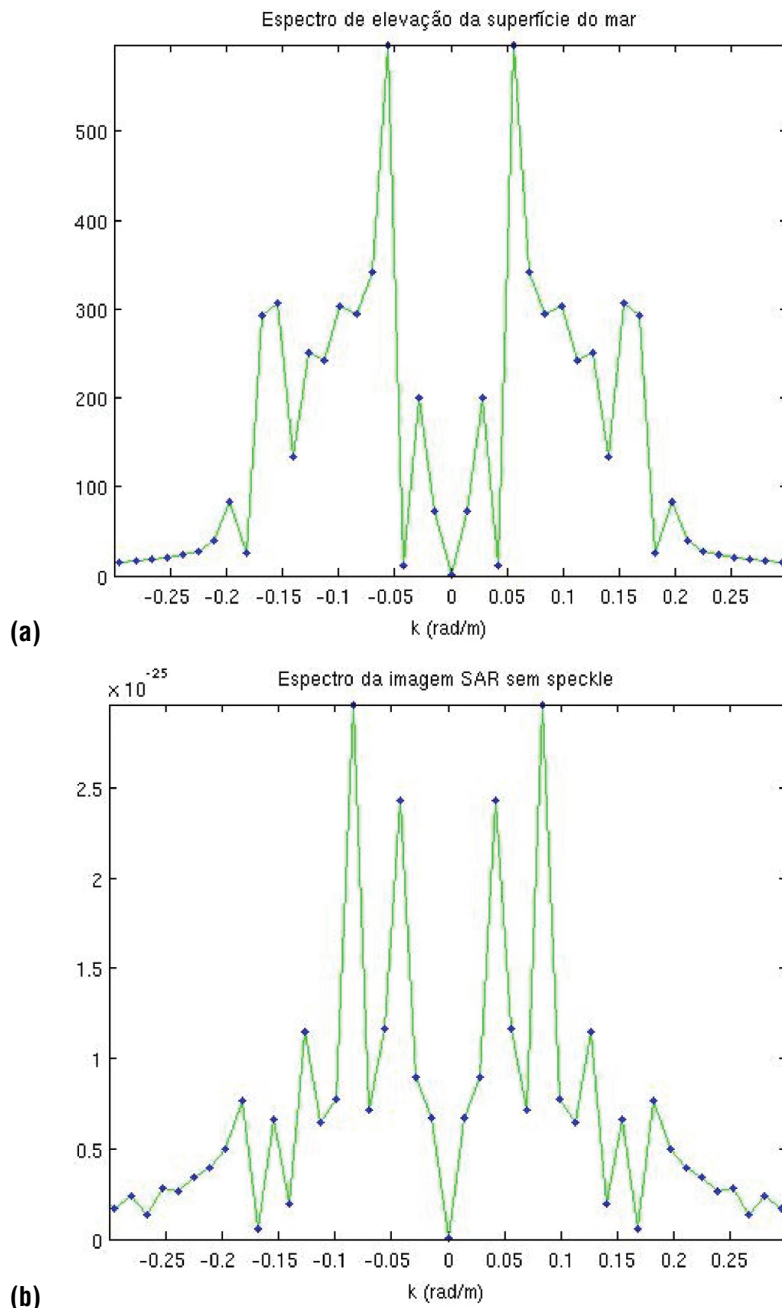 Espectro de elevação da superfície do mar
500
400
300
200
100
0
-0.25 -0.2 -0.15 -0.1 -0.05 0 0.05 0.1 0.15 0.2 0.25
k (rad/m)
(a)
× 10^-25
Espectro da imagem SAR sem speckle
2.5
2
1.5
1
0.5
0
-0.25 -0.2 -0.15 -0.1 -0.05 0 0.05 0.1 0.15 0.2 0.25
k (rad/m)
(b)